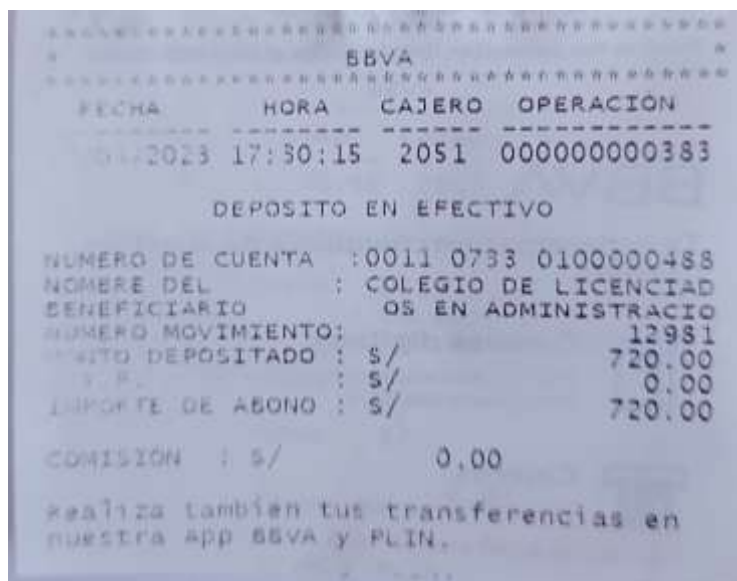 BBVA
FECHA HORA CAJERO OPERACION
2023 17:30:15 2051 000000000383
DEPOSITO EN EFECTIVO
NUMERO DE CUENTA :0011 0733 0100000488
NOMBRE DEL : COLEGIO DE LICENCIAD
BENEFICIARIO OS EN ADMINISTRACIO
NUMERO MOVIMIENTO: 12981
MONTO DEPOSITADO : S/ 720.00
: S/ 0.00
IMPORTE DE ABONO : S/ 720.00
COMISION : S/ 0.00
Realiza tambien tus transferencias en
nuestra App BBVA y PLIN.